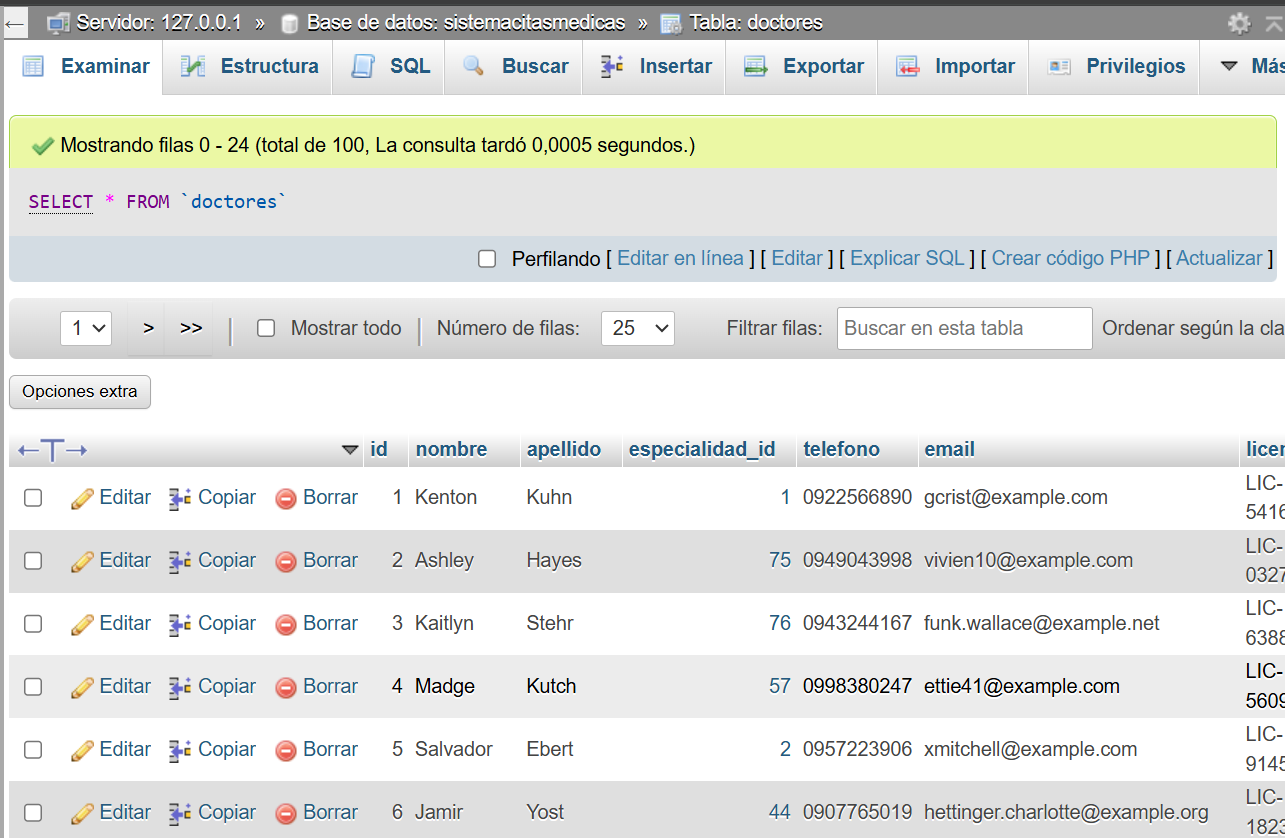 ← Servidor: 127.0.0.1 » Base de datos: sistemacitasmedicas » Tabla: doctores
Examinar Estructura SQL Buscar Insertar Exportar Importar Privilegios Más
Mostrando filas 0 - 24 (total de 100, La consulta tardó 0,0005 segundos.)
SELECT * FROM `doctores`
Perfilando [ Editar en línea ] [ Editar ] [ Explicar SQL ] [ Crear código PHP ] [ Actualizar ]
1 > >> | Mostrar todo | Número de filas: 25 Filtrar filas: Buscar en esta tabla Ordenar según la cla
Opciones extra
←T→ id nombre apellido especialidad_id telefono email licen
Editar Copiar Borrar 1 Kenton Kuhn 1 0922566890 gcrist@example.com LIC-
5416
Editar Copiar Borrar 2 Ashley Hayes 75 0949043998 vivien10@example.com LIC-
0327
Editar Copiar Borrar 3 Kaitlyn Stehr 76 0943244167 funk.wallace@example.net LIC-
6388
Editar Copiar Borrar 4 Madge Kutch 57 0998380247 ettie41@example.com LIC-
5609
Editar Copiar Borrar 5 Salvador Ebert 2 0957223906 xmitchell@example.com LIC-
9145
Editar Copiar Borrar 6 Jamir Yost 44 0907765019 hettinger.charlotte@example.org LIC-
1823